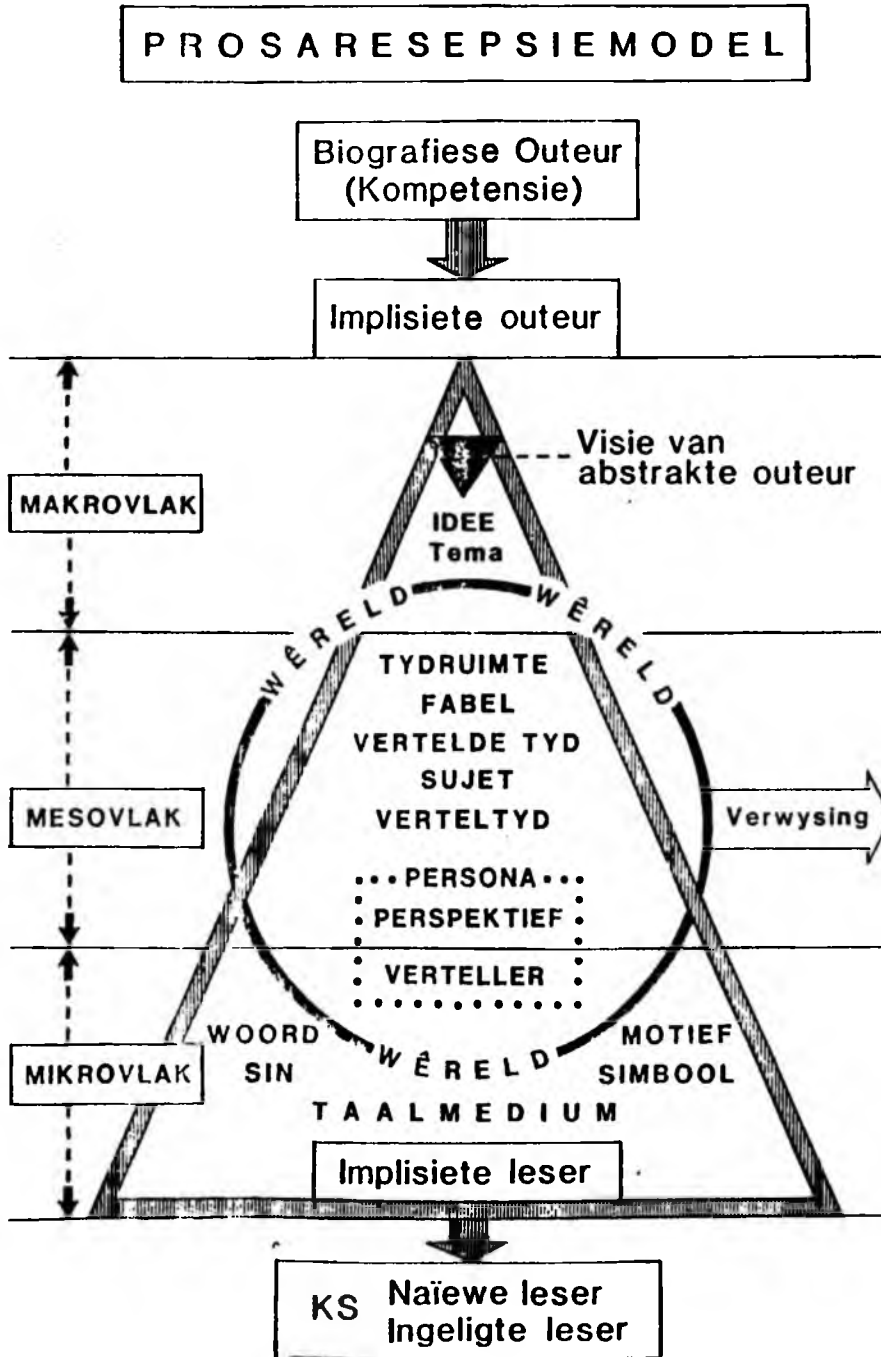 PROSARESEPSIEMODEL
Biografiese Outeur
(Kompetensie)
Implisiete outeur
Visie van
abstrakte outeur
MAKROVLAK
IDEE
Tema
WÊRELD WÊRELD
TYDRUIMTE
FABEL
VERTELDE TYD
SUJET
VERTELTYD
MESOVLAK
Verwysing
PERSONA
PERSPEKTIEF
VERTELLER
WOORD
SIN
MOTIEF
SIMBOOL
WÊRELD
MIKROVLAK
TAALMEDIUM
Implisiete leser
KS Naïewe leser
Ingeligte leser